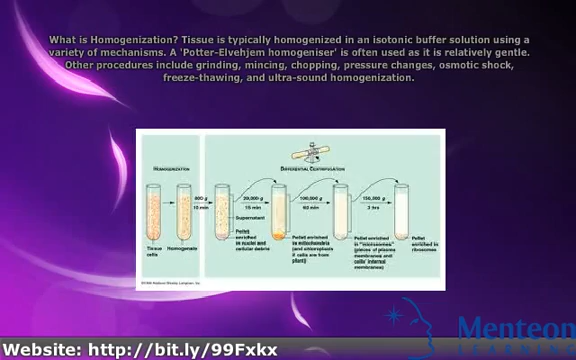 What is Homogenization? Tissue is typically homogenized in an isotonic buffer solution using a
variety of mechanisms. A 'Potter-Elvehjem homogeniser' is often used as it is relatively gentle.
Other procedures include grinding, mincing, chopping, pressure changes, osmotic shock,
freeze-thawing, and ultra-sound homogenization.
HOMOGENIZATION
DIFFERENTIAL CENTRIFUGATION
800 g
10 min
20,000 g
15 min
100,000 g
60 min
150,000 g
3 hrs
Tissue
cells
Homogenate
Supernatant
Pellet
enriched
in nuclei and
cellular debris
Pellet enriched
in mitochondria
(and chloroplasts
if cells are from
plant)
Pellet enriched
in "microsomes"
(pieces of plasma
membranes and
cells' internal
membranes)
Pellet
enriched in
ribosomes
Website: http://bit.ly/99Fxkx
Menteon
LEARNING